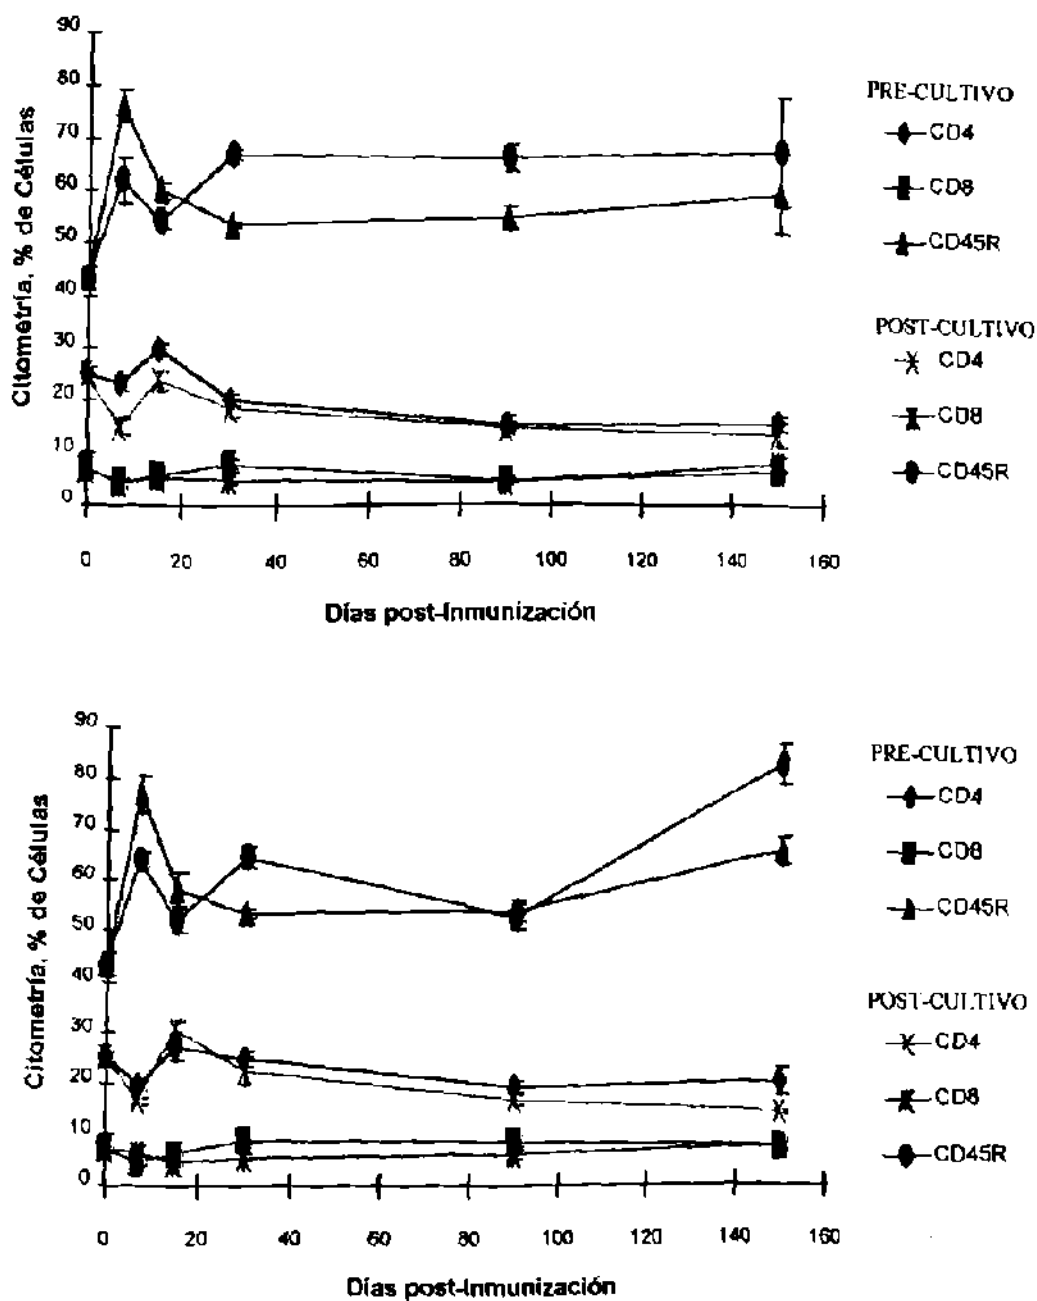 90
80
70
60
50
40
30
20
10
0
Citometría, % de Células
0 20 40 60 80 100 120 140 160
Días post-Inmunización
PRE-CULTIVO
CD4
CD8
CD45R
POST-CULTIVO
CD4
CD8
CD45R
90
80
70
60
50
40
30
20
10
0
Citometría, % de Células
0 20 40 60 80 100 120 140 160
Días post-Inmunización
PRE-CULTIVO
CD4
CD8
CD45R
POST-CULTIVO
CD4
CD8
CD45R